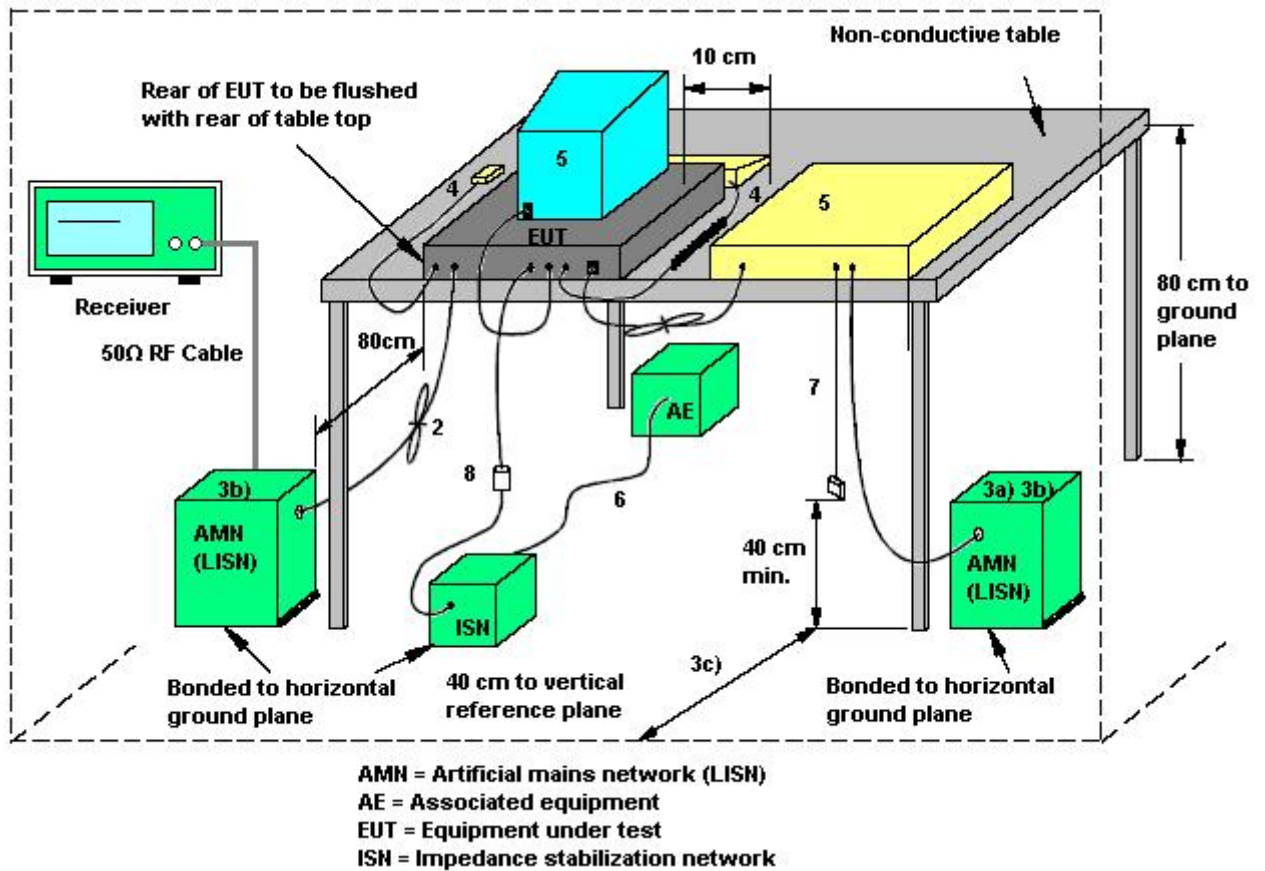 Non-conductive table
10 cm
Rear of EUT to be flushed
with rear of table top
5
4
4
5
EUT
Receiver
80 cm to
ground
plane
50Ω RF Cable
80cm
7
AE
2
8
3b)
6
3a) 3b)
AMN
(LISN)
40 cm
min.
AMN
(LISN)
ISN
3c)
Bonded to horizontal
ground plane
40 cm to vertical
reference plane
Bonded to horizontal
ground plane
AMN = Artificial mains network (LISN)
AE = Associated equipment
EUT = Equipment under test
ISN = Impedance stabilization network